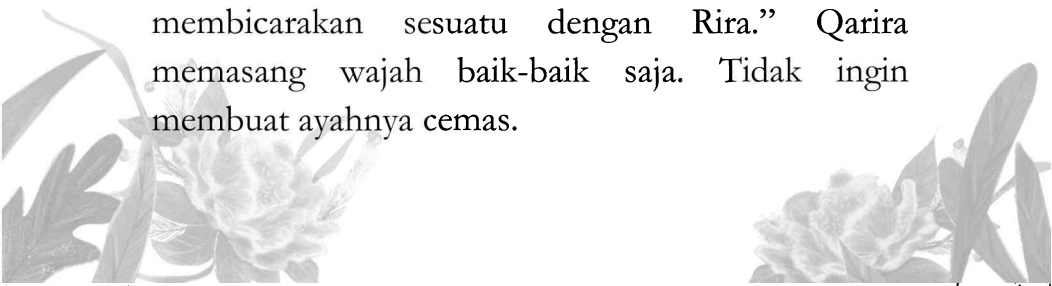 membicarakan sesuatu dengan Rira.” Qarira
memasang wajah baik-baik saja. Tidak ingin
membuat ayahnya cemas.